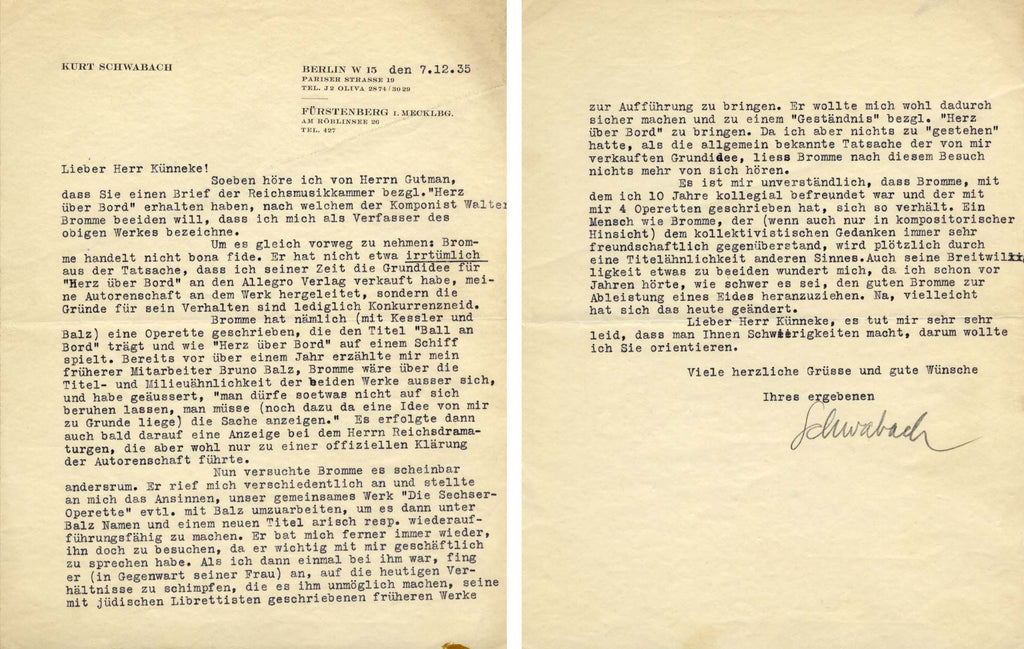 KURT SCHWABACH
BERLIN W 15 den 7.12.35
PARISER STRASSE 19
TEL. J 2 OLIVA 2874/3029
FÜRSTENBERG I. MECKLBG.
AM RÖBLINSEE 26
TEL. 427
Lieber Herr Künneke!
Soeben höre ich von Herrn Gutman,
dass Sie einen Brief der Reichsmusikkammer bezgl."Herz
über Bord" erhalten haben, nach welchem der Komponist Walter
Bromme beeiden will, dass ich mich als Verfasser des
obigen Werkes bezeichne.
Um es gleich vorweg zu nehmen: Brom-
me handelt nicht bona fide. Er hat nicht etwa irrtümlich
aus der Tatsache, dass ich seiner Zeit die Grundidee für
"Herz über Bord" an den Allegro Verlag verkauft habe, mei-
ne Autorenschaft an dem Werk hergeleitet, sondern die
Gründe für sein Verhalten sind lediglich Konkurrenzneid.
Bromme hat nämlich (mit Kessler und
Balz) eine Operette geschrieben, die den Titel "Ball an
Bord" trägt und wie "Herz über Bord" auf einem Schiff
spielt. Bereits vor über einem Jahr erzählte mir mein
früherer Mitarbeiter Bruno Balz, Bromme wäre über die
Titel- und Milieuähnlichkeit der beiden Werke ausser sich,
und habe geäussert, "man dürfe soetwas nicht auf sich
beruhen lassen, man müsse (noch dazu da eine Idee von mir
zu Grunde liege) die Sache anzeigen." Es erfolgte dann
auch bald darauf eine Anzeige bei dem Herrn Reichsdrama-
turgen, die aber wohl nur zu einer offiziellen Klärung
der Autorenschaft führte.
Nun versuchte Bromme es scheinbar
andersrum. Er rief mich verschiedentlich an und stellte
an mich das Ansinnen, unser gemeinsames Werk "Die Sechser-
Operette" evtl. mit Balz umzuarbeiten, um es dann unter
Balz Namen und einem neuen Titel arisch resp. wiederauf-
führungsfähig zu machen. Er bat mich ferner immer wieder,
ihn doch zu besuchen, da er wichtig mit mir geschäftlich
zu sprechen habe. Als ich dann einmal bei ihm war, fing
er (in Gegenwart seiner Frau) an, auf die heutigen Ver-
hältnisse zu schimpfen, die es ihm unmöglich machen, seine
mit jüdischen Librettisten geschriebenen früheren Werke
zur Aufführung zu bringen. Er wollte mich wohl dadurch
sicher machen und zu einem "Geständnis" bezgl. "Herz
über Bord" zu bringen. Da ich aber nichts zu "gestehen"
hatte, als die allgemein bekannte Tatsache der von mir
verkauften Grundidee, liess Bromme nach diesem Besuch
nichts mehr von sich hören.
Es ist mir unverständlich, dass Bromme, mit
dem ich 10 Jahre kollegial befreundet war und der mit
mir 4 Operetten geschrieben hat, sich so verhält. Ein
Mensch wie Bromme, der (wenn auch nur in kompositorischer
Hinsicht) dem kollektivistischen Gedanken immer sehr
freundschaftlich gegenüberstand, wird plötzlich durch
eine Titelähnlichkeit anderen Sinnes.Auch seine Breitwil-
ligkeit etwas zu beeiden wundert mich, da ich schon vor
Jahren hörte, wie schwer es sei, den guten Bromme zur
Ableistung eines Eides heranzuziehen. Na, vielleicht
hat sich das heute geändert.
Lieber Herr Künneke, es tut mir sehr sehr
leid, dass man Ihnen Schwierigkeiten macht, darum wollte
ich Sie orientieren.
Viele herzliche Grüsse und gute Wünsche
Ihres ergebenen
Schwabach